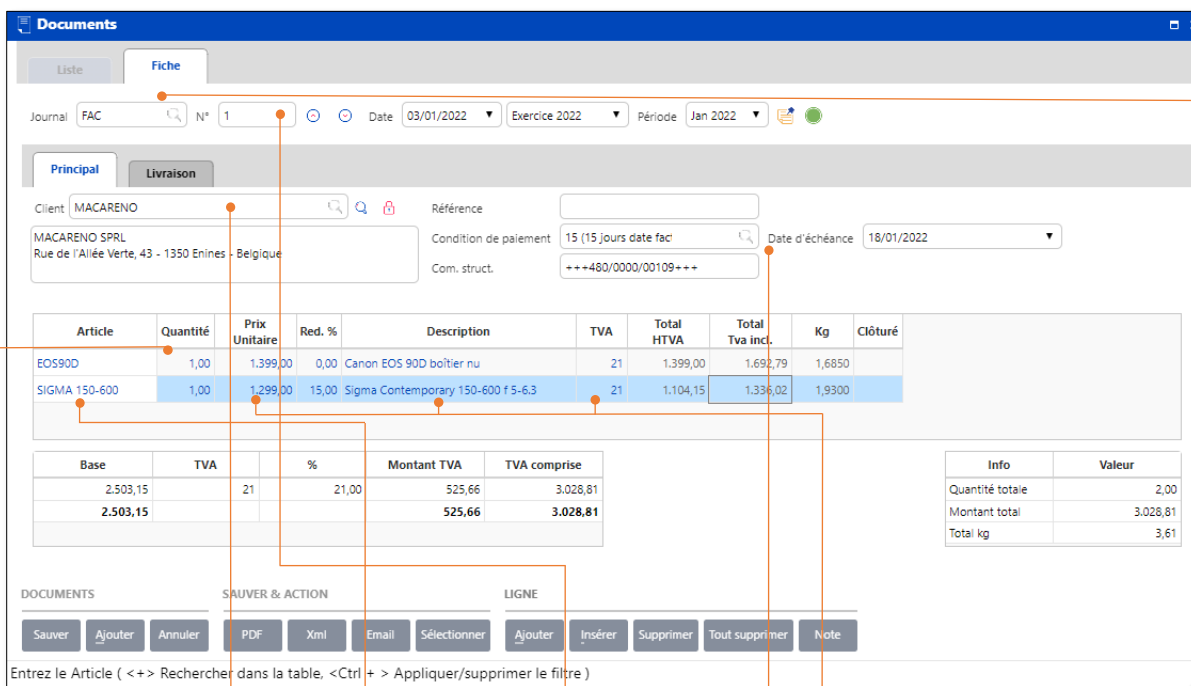 Documents
Liste Fiche
Journal FAC N° 1 Date 03/01/2022 Exercice 2022 Période Jan 2022
Principal Livraison
Client MACARENO Référence
MACARENO SPRL
Rue de l'Allée Verte, 43 - 1350 Enines - Belgique
Condition de paiement 15 (15 jours date fact Date d'échéance 18/01/2022
Com. struct. +++480/0000/00109+++
Article Quantité Prix Unitaire Red. % Description TVA Total HTVA Total Tva incl. Kg Clôturé
EOS90D 1,00 1.399,00 0,00 Canon EOS 90D boîtier nu 21 1.399,00 1.692,79 1,6850
SIGMA 150-600 1,00 1.299,00 15,00 Sigma Contemporary 150-600 f 5-6.3 21 1.104,15 1.336,02 1,9300
Base TVA % Montant TVA TVA comprise
2.503,15 21 21,00 525,66 3.028,81
2.503,15 525,66 3.028,81
Info Valeur
Quantité totale 2,00
Montant total 3.028,81
Total kg 3,61
DOCUMENTS SAUVER & ACTION LIGNE
Sauver Ajouter Annuler PDF Xml Email Sélectionner Ajouter Insérer Supprimer Tout supprimer Note
Entrez le Article ( <+> Rechercher dans la table, <Ctrl + > Appliquer/supprimer le filtre )